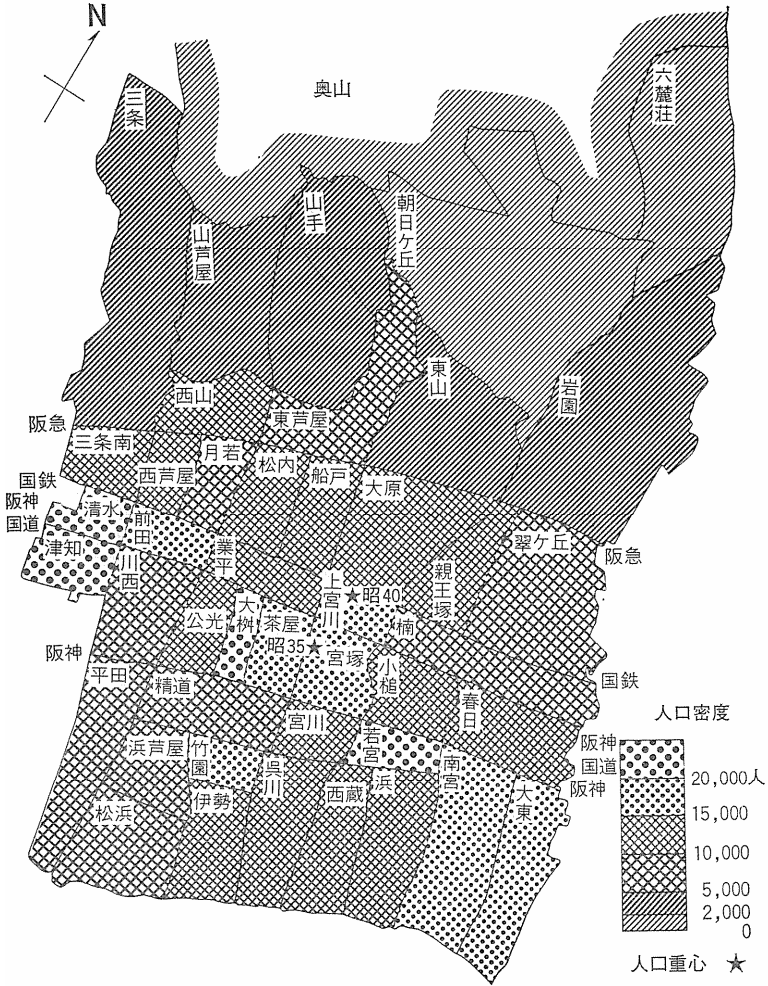 N
奥山
六麓荘
三条
山手
朝日ケ丘
山芦屋
東山
岩園
西山
東芦屋
阪急
三条南
月若
西芦屋
松内
船戸
大原
国鉄
阪神
国道
清水
前田
津知
業平
翠ケ丘
阪急
川西
親王塚
上宮川
昭40
公光
大桝
茶屋
楠
昭35
宮塚
小槌
阪神
平田
精道
国鉄
春日
宮川
若宮
浜芦屋
竹園
呉川
南宮
阪神
国道
阪神
西蔵
浜
大東
伊勢
松浜
人口密度
20,000人
15,000
10,000
5,000
2,000
0
人口重心 ★